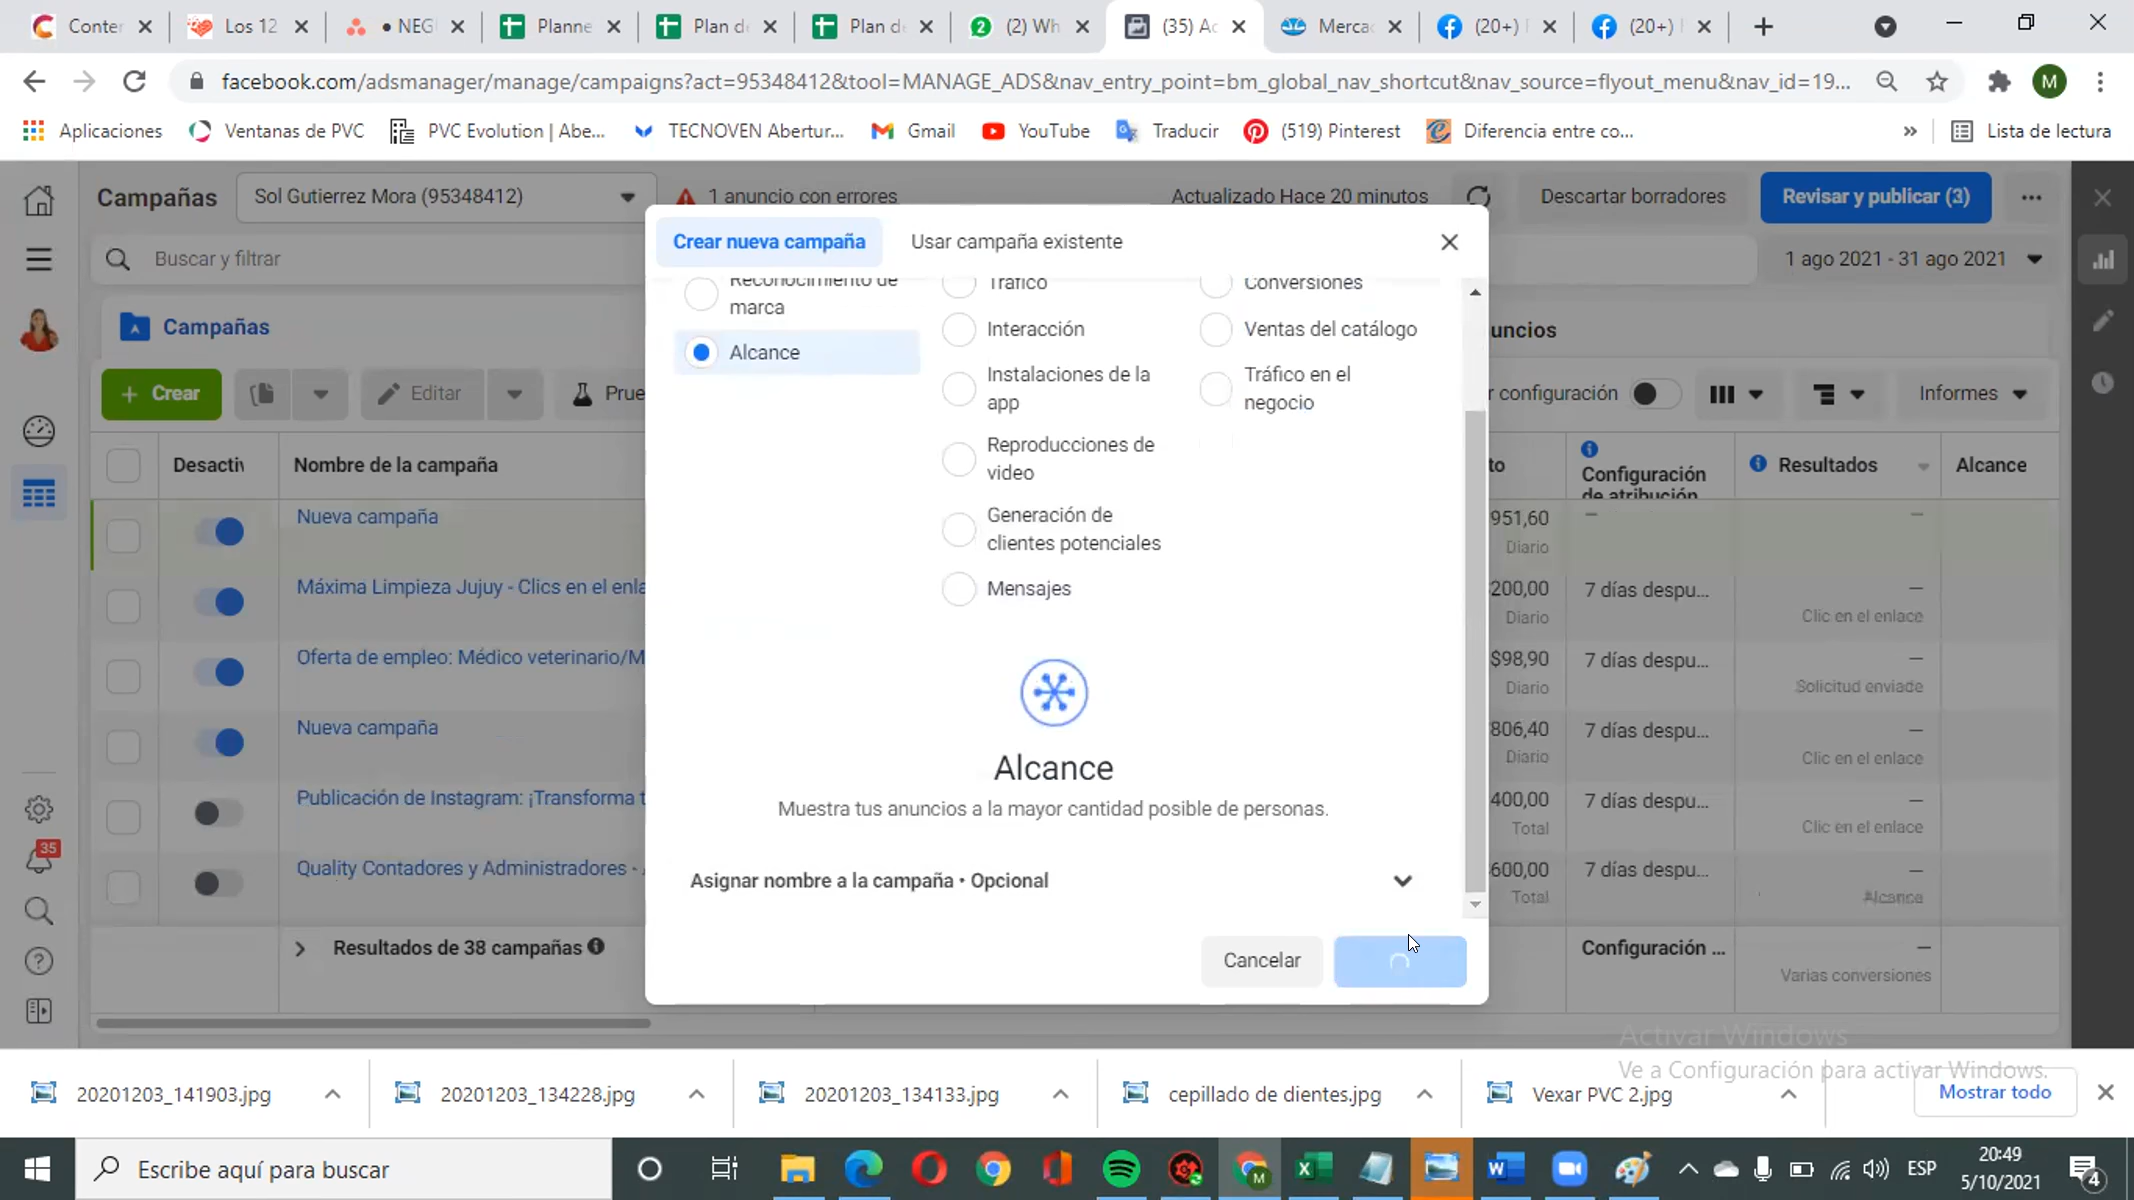 Conter
Los 12
• NEG
Planne
Plan de
Plan de
(2) Wh
(35) Ac
Merca
(20+)
(20+)
facebook.com/adsmanager/manage/campaigns?act=95348412&tool=MANAGE_ADS&nav_entry_point=bm_global_nav_shortcut&nav_source=flyout_menu&nav_id=19...
M
Aplicaciones
Ventanas de PVC
PVC Evolution | Abe...
TECNOVEN Abertur...
Gmail
YouTube
Traducir
(519) Pinterest
Diferencia entre co...
»
Lista de lectura
Campañas
Sol Gutierrez Mora (95348412)
1 anuncio con errores
Actualizado Hace 20 minutos
Descartar borradores
Revisar y publicar (3)
Buscar y filtrar
1 ago 2021 - 31 ago 2021
Campañas
uncios
+ Crear
Editar
Prue
r configuración
Informes
Desactiv
Nombre de la campaña
to
Configuración
de atribución
Resultados
Alcance
Nueva campaña
951,60
Diario
—
—
Máxima Limpieza Jujuy - Clics en el enla
200,00
Diario
7 días despu...
—
Clic en el enlace
Oferta de empleo: Médico veterinario/M
$98,90
Diario
7 días despu...
—
Solicitud enviade
Nueva campaña
806,40
Diario
7 días despu...
—
Clic en el enlace
Publicación de Instagram: ¡Transforma t
400,00
Total
7 días despu...
—
Clic en el enlace
Quality Contadores y Administradores -
600,00
Total
7 días despu...
—
Alcance
Resultados de 38 campañas
Configuración ...
—
Varias conversiones
35
Crear nueva campaña
Usar campaña existente
Reconocimiento de
marca
Alcance
Tráfico
Interacción
Instalaciones de la
app
Reproducciones de
video
Generación de
clientes potenciales
Mensajes
Conversiones
Ventas del catálogo
Tráfico en el
negocio
Alcance
Muestra tus anuncios a la mayor cantidad posible de personas.
Asignar nombre a la campaña • Opcional
Cancelar
Activar Windows
Ve a Configuración para activar Windows.
20201203_141903.jpg
20201203_134228.jpg
20201203_134133.jpg
cepillado de dientes.jpg
Vexar PVC 2.jpg
Mostrar todo
Escribe aquí para buscar
M
ESP
20:49
5/10/2021
4